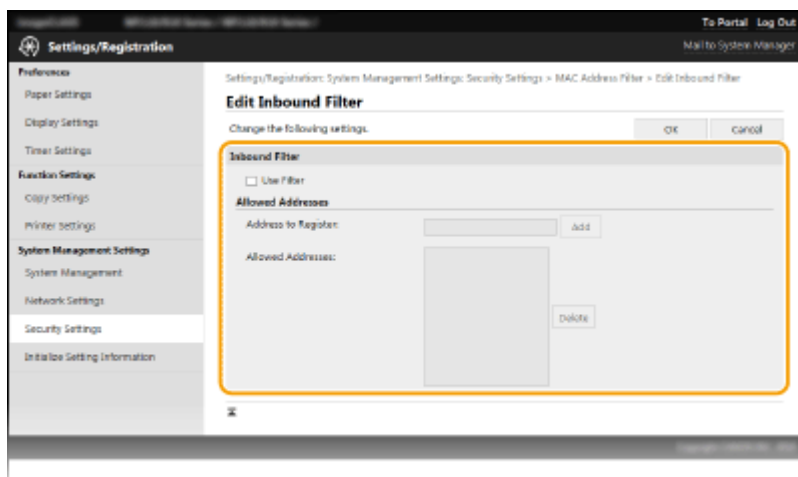 To Portal Log Out
Settings/Registration
Mail to System Manager
Preferences
Paper Settings
Display Settings
Timer Settings
Function Settings
Copy Settings
Printer Settings
System Management Settings
System Management
Network Settings
Security Settings
Initialize Setting Information
Settings/Registration: System Management Settings: Security Settings > MAC Address Filter > Edit Inbound Filter
Edit Inbound Filter
Change the following settings.
OK
Cancel
Inbound Filter
Use Filter
Allowed Addresses
Address to Register:
Add
Allowed Addresses:
Delete